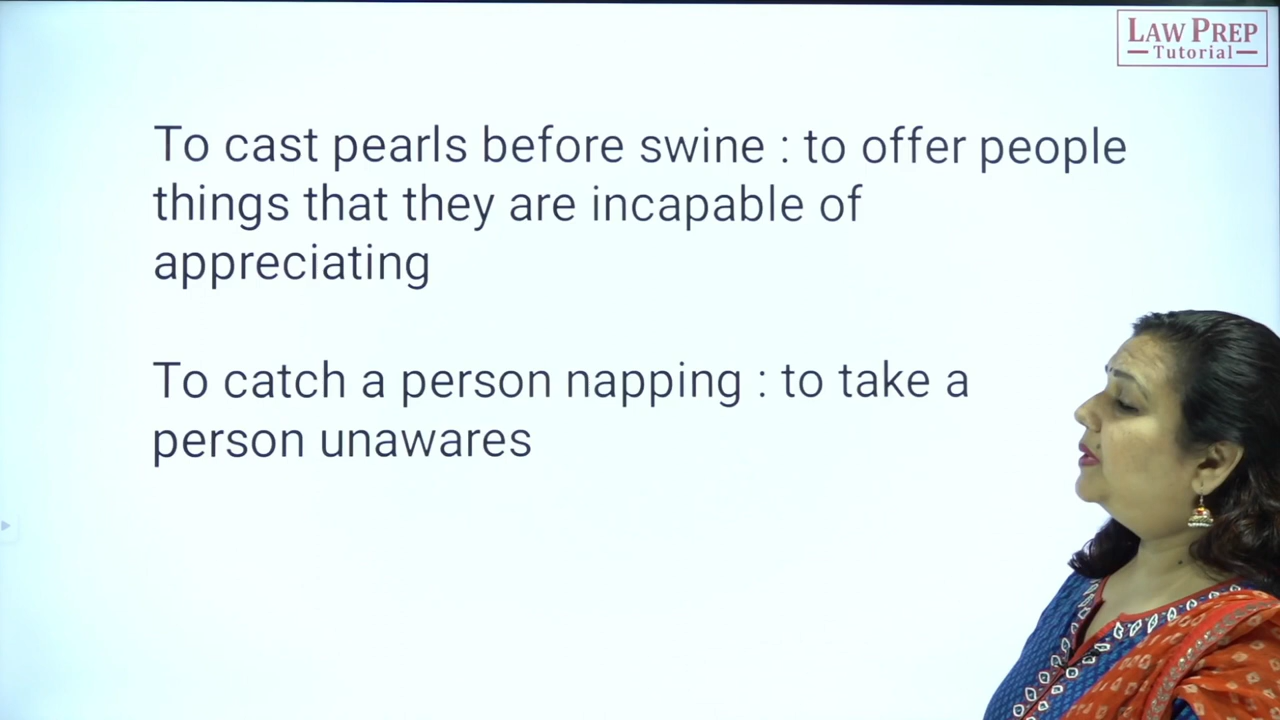 LAW PREP
Tutorial
To cast pearls before swine : to offer people
things that they are incapable of
appreciating
To catch a person napping : to take a
person unawares